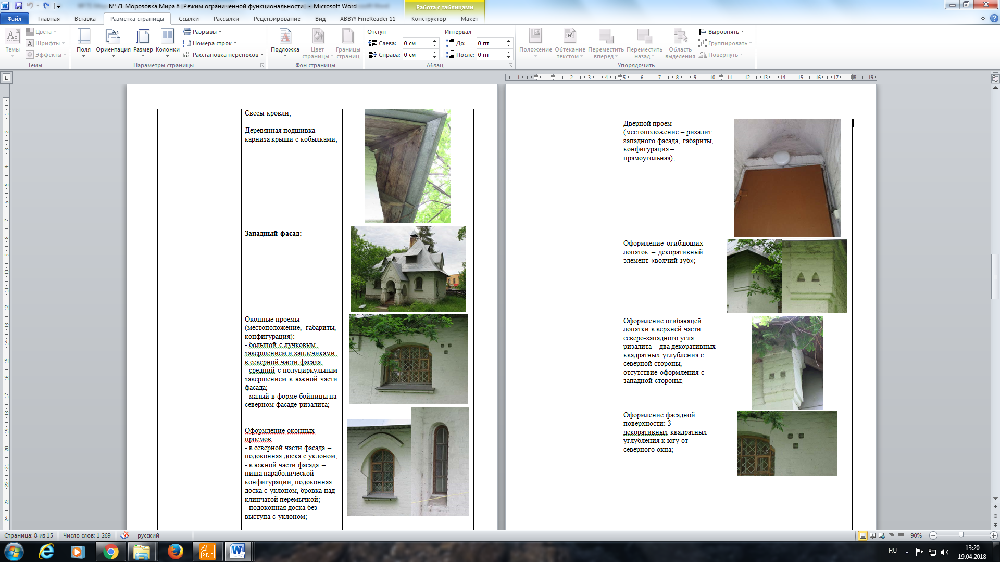 № 71 Морозовка Мира 8 [Режим ограниченной функциональности] - Microsoft Word
Работа с таблицами
Файл Главная Вставка Разметка страницы Ссылки Рассылки Рецензирование Вид ABBYY FineReader 11 Конструктор Макет
Темы
Цвета
Шрифты
Эффекты
Темы
Поля Ориентация Размер Колонки
Разрывы
Номера строк
Расстановка переносов
Параметры страницы
Подложка Цвет страницы Границы страниц
Фон страницы
Отступ
Слева: 0 см
Справа: 0 см
Интервал
До: 0 пт
После: 0 пт
Абзац
Положение Обтекание текстом Переместить вперед Переместить назад Область выделения
Выровнять
Группировать
Повернуть
Упорядочить
Свесы кровли;
Деревянная подшивка
карниза крыши с кобылками;
Западный фасад:
Оконные проемы
(местоположение, габариты,
конфигурация):
- большой с лучковым
завершением и заплечиками
в северной части фасада;
- средний с полуциркульным
завершением в южной части
фасада;
- малый в форме бойницы на
северном фасаде ризалита;
Оформление оконных
проемов:
- в северной части фасада –
подоконная доска с уклоном;
- в южной части фасада –
ниша параболической
конфигурации, подоконная
доска с уклоном, бровка над
клинчатой перемычкой;
- подоконная доска без
выступа с уклоном;
Дверной проем
(местоположение – ризалит
западного фасада, габариты,
конфигурация –
прямоугольная);
Оформление огибающих
лопаток – декоративный
элемент «волчий зуб»;
Оформление огибающей
лопатки в верхней части
северо-западного угла
ризалита – два декоративных
квадратных углубления с
северной стороны,
отсутствие оформления с
западной стороны;
Оформление фасадной
поверхности: 3
декоративных квадратных
углубления к югу от
северного окна;
Страница: 8 из 15 Число слов: 1 269 русский 90%
PDF
RU 13:20
19.04.2018